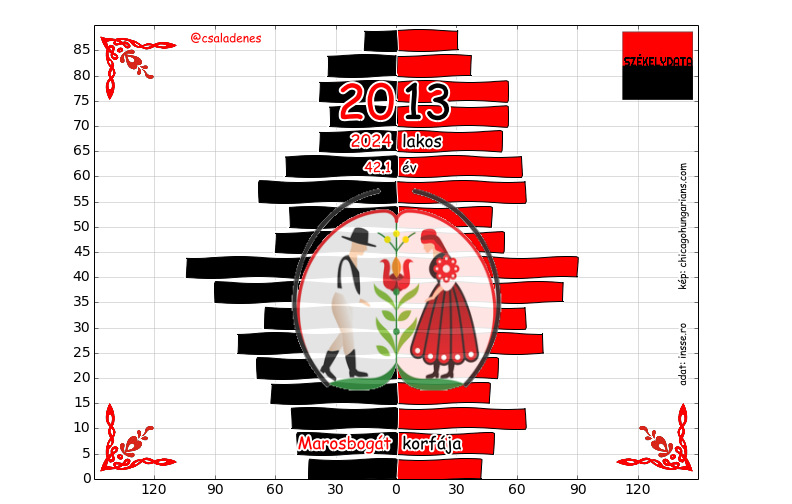 @csaladenes
SZÉKELYDATA
2013
2024 lakos
42.1 év
kép: chicagohungarians.com
adat: insse.ro
Marosbogát korfája
85
80
75
70
65
60
55
50
45
40
35
30
25
20
15
10
5
0
120 90 60 30 0 30 60 90 120